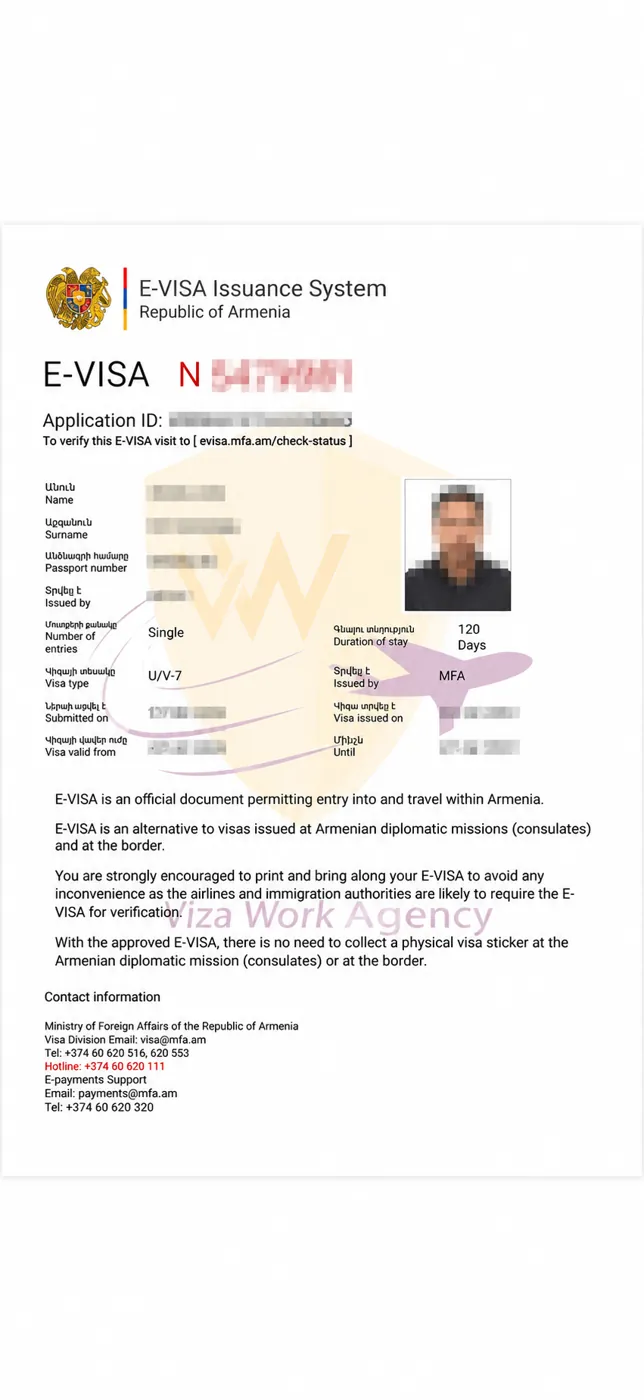 E-VISA Issuance System
Republic of Armenia
E-VISA N
Application ID:
To verify this E-VISA visit to [ evisa.mfa.am/check-status ]
Անուն
Name
Ազգանուն
Surname
Անձնագրի համարը
Passport number
Տրվել է
Issued by
Մուտքերի քանակը
Number of
entries
Single
Գնալու տևողություն
Duration of stay
120
Days
Վիզայի տեսակը
Visa type
U/V-7
Տրվել է
Issued by
MFA
Submitted on
Վիզա տրվել է
Visa issued on
Վիզայի վավեր ուժը
Visa valid from
Մինչև
Until
E-VISA is an official document permitting entry into and travel within Armenia.
E-VISA is an alternative to visas issued at Armenian diplomatic missions (consulates)
and at the border.
You are strongly encouraged to print and bring along your E-VISA to avoid any
inconvenience as the airlines and immigration authorities are likely to require the E-
VISA for verification.
Viza Work Agency
With the approved E-VISA, there is no need to collect a physical visa sticker at the
Armenian diplomatic mission (consulates) or at the border.
Contact information
Ministry of Foreign Affairs of the Republic of Armenia
Visa Division Email: visa@mfa.am
Tel: +374 60 620 516, 620 553
Hotline: +374 60 620 111
E-payments Support
Email: payments@mfa.am
Tel: +374 60 620 320